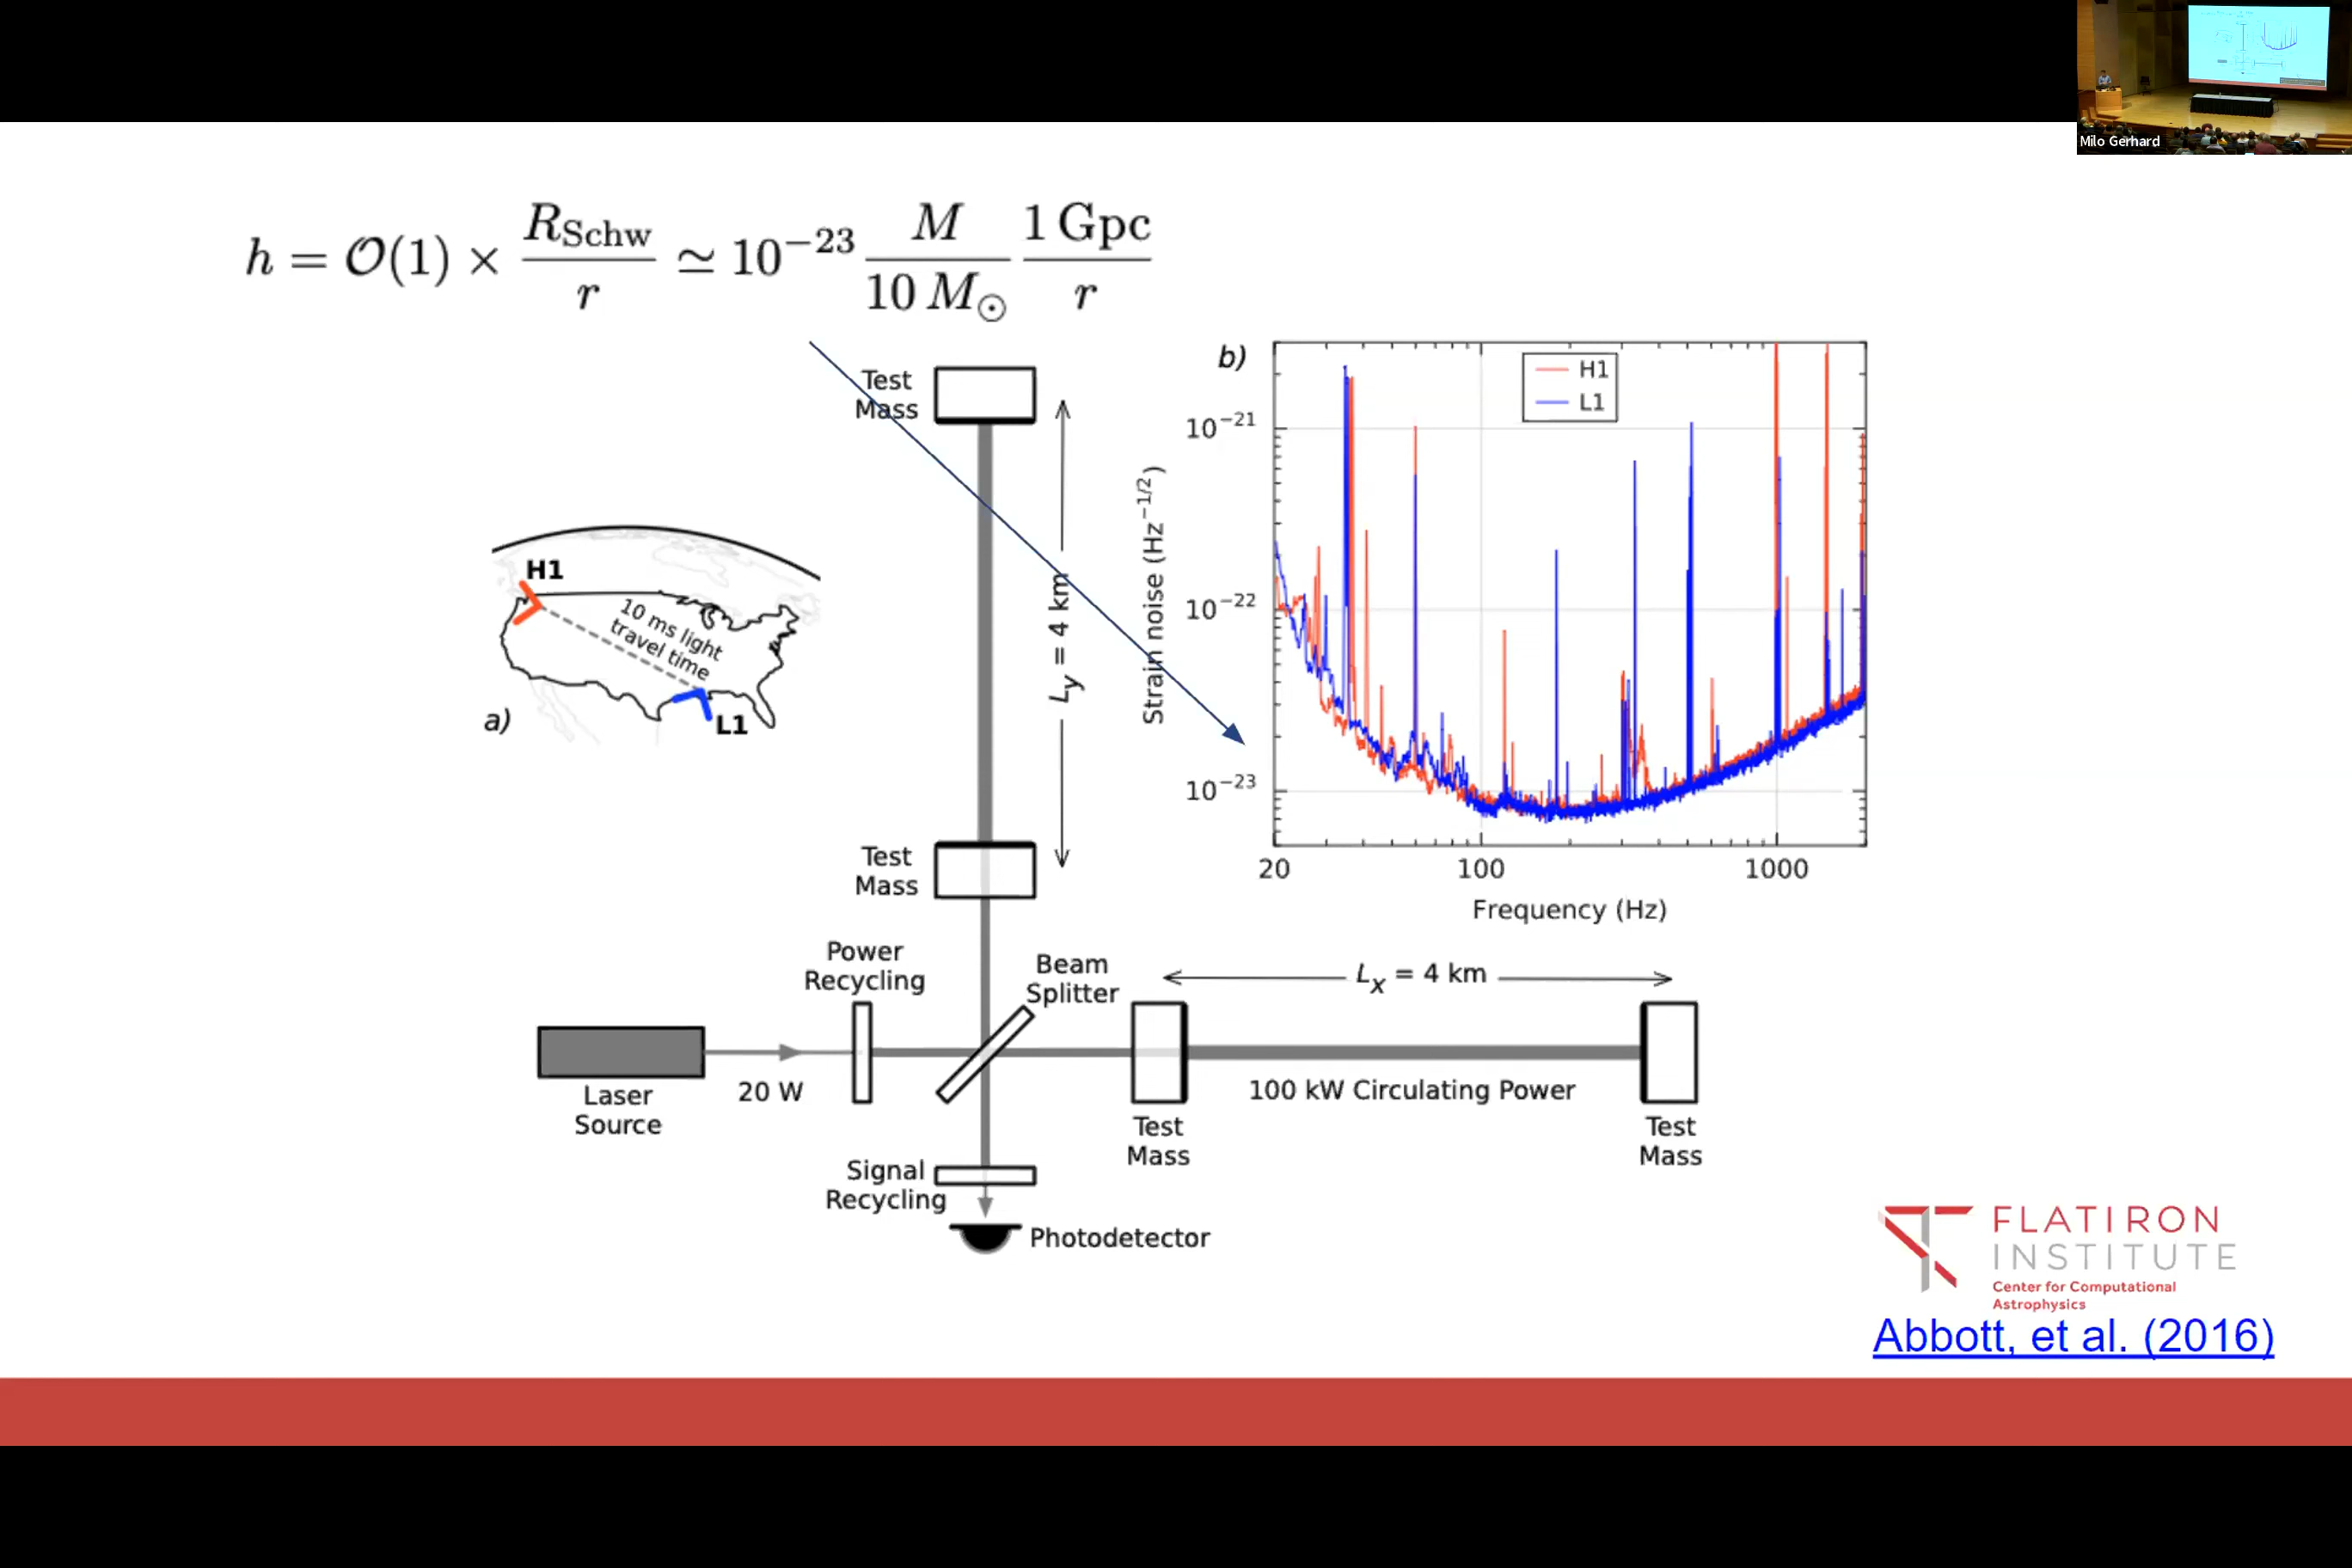 Milo Gerhard
h = O(1) × R_Schw / r ≃ 10^−23 M / 10 M_⊙ 1 Gpc / r
Test
Mass
L_y = 4 km
H1
10 ms light
travel time
L1
a)
b)
H1
L1
Strain noise (Hz^−1/2)
10^−21
10^−22
10^−23
20 100 1000
Frequency (Hz)
Test
Mass
Power
Recycling
Beam
Splitter
L_x = 4 km
Laser
Source
20 W
100 kW Circulating Power
Test
Mass
Test
Mass
Signal
Recycling
Photodetector
FLATIRON
INSTITUTE
Center for Computational
Astrophysics
Abbott, et al. (2016)